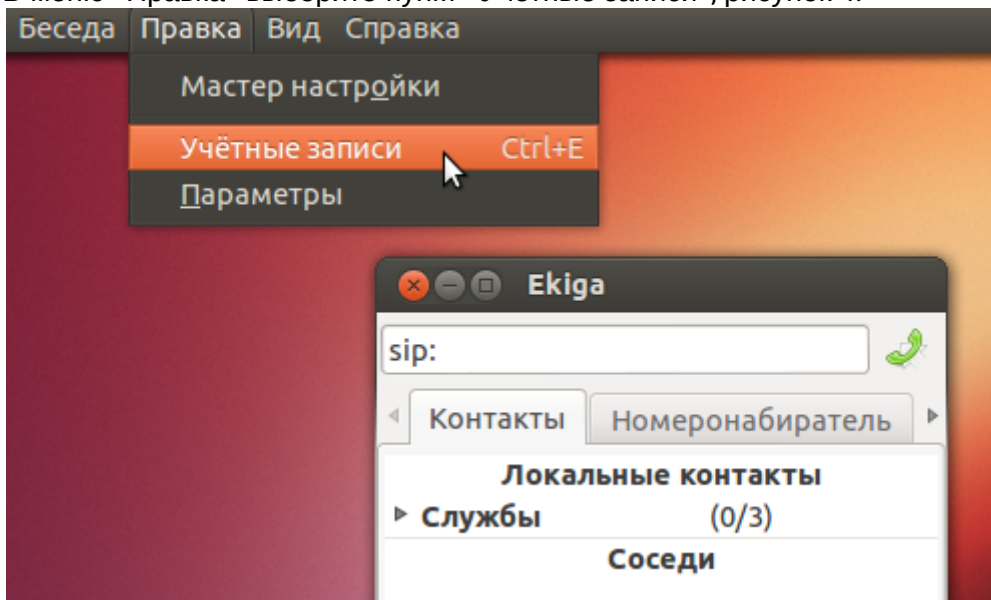 Беседа Правка Вид Справка
Мастер настройки
Учётные записи Ctrl+E
Параметры
Ekiga
sip:
Контакты Номеронабиратель
Локальные контакты
Службы (0/3)
Соседи